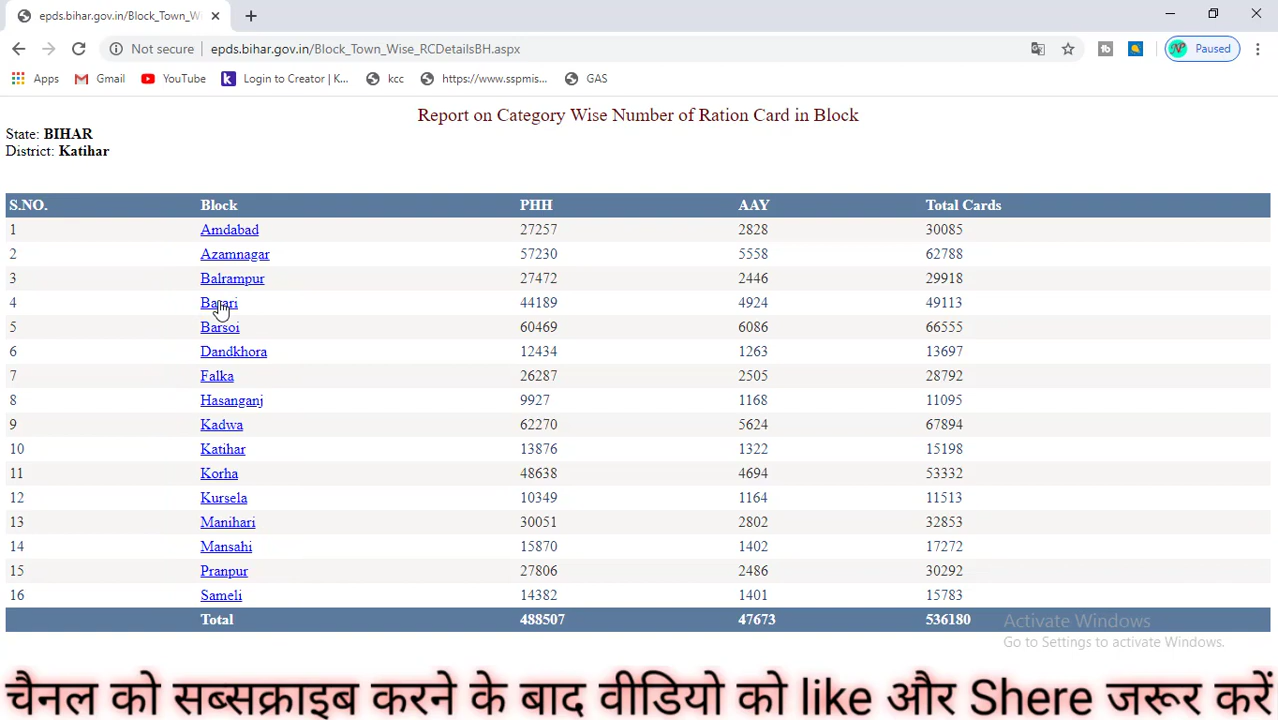 epds.bihar.gov.in/Block_Town_W
Not secure epds.bihar.gov.in/Block_Town_Wise_RCDetailsBH.aspx Paused
Apps Gmail YouTube Login to Creator | K... kcc https://www.sspmis... GAS
Report on Category Wise Number of Ration Card in Block
State: BIHAR
District: Katihar
S.NO. Block PHH AAY Total Cards
1 Amdabad 27257 2828 30085
2 Azamnagar 57230 5558 62788
3 Balrampur 27472 2446 29918
4 44189 4924 49113
5 Barsoi 60469 6086 66555
6 Dandkhora 12434 1263 13697
7 Falka 26287 2505 28792
8 Hasanganj 9927 1168 11095
9 Kadwa 62270 5624 67894
10 Katihar 13876 1322 15198
11 Korha 48638 4694 53332
12 Kursela 10349 1164 11513
13 Manihari 30051 2802 32853
14 Mansahi 15870 1402 17272
15 Pranpur 27806 2486 30292
16 Sameli 14382 1401 15783
Total 488507 47673 536180
Activate Windows
Go to Settings to activate Windows.
चैनल को सब्सक्राइब करने के बाद वीडियो को like और Shere जरूर करें